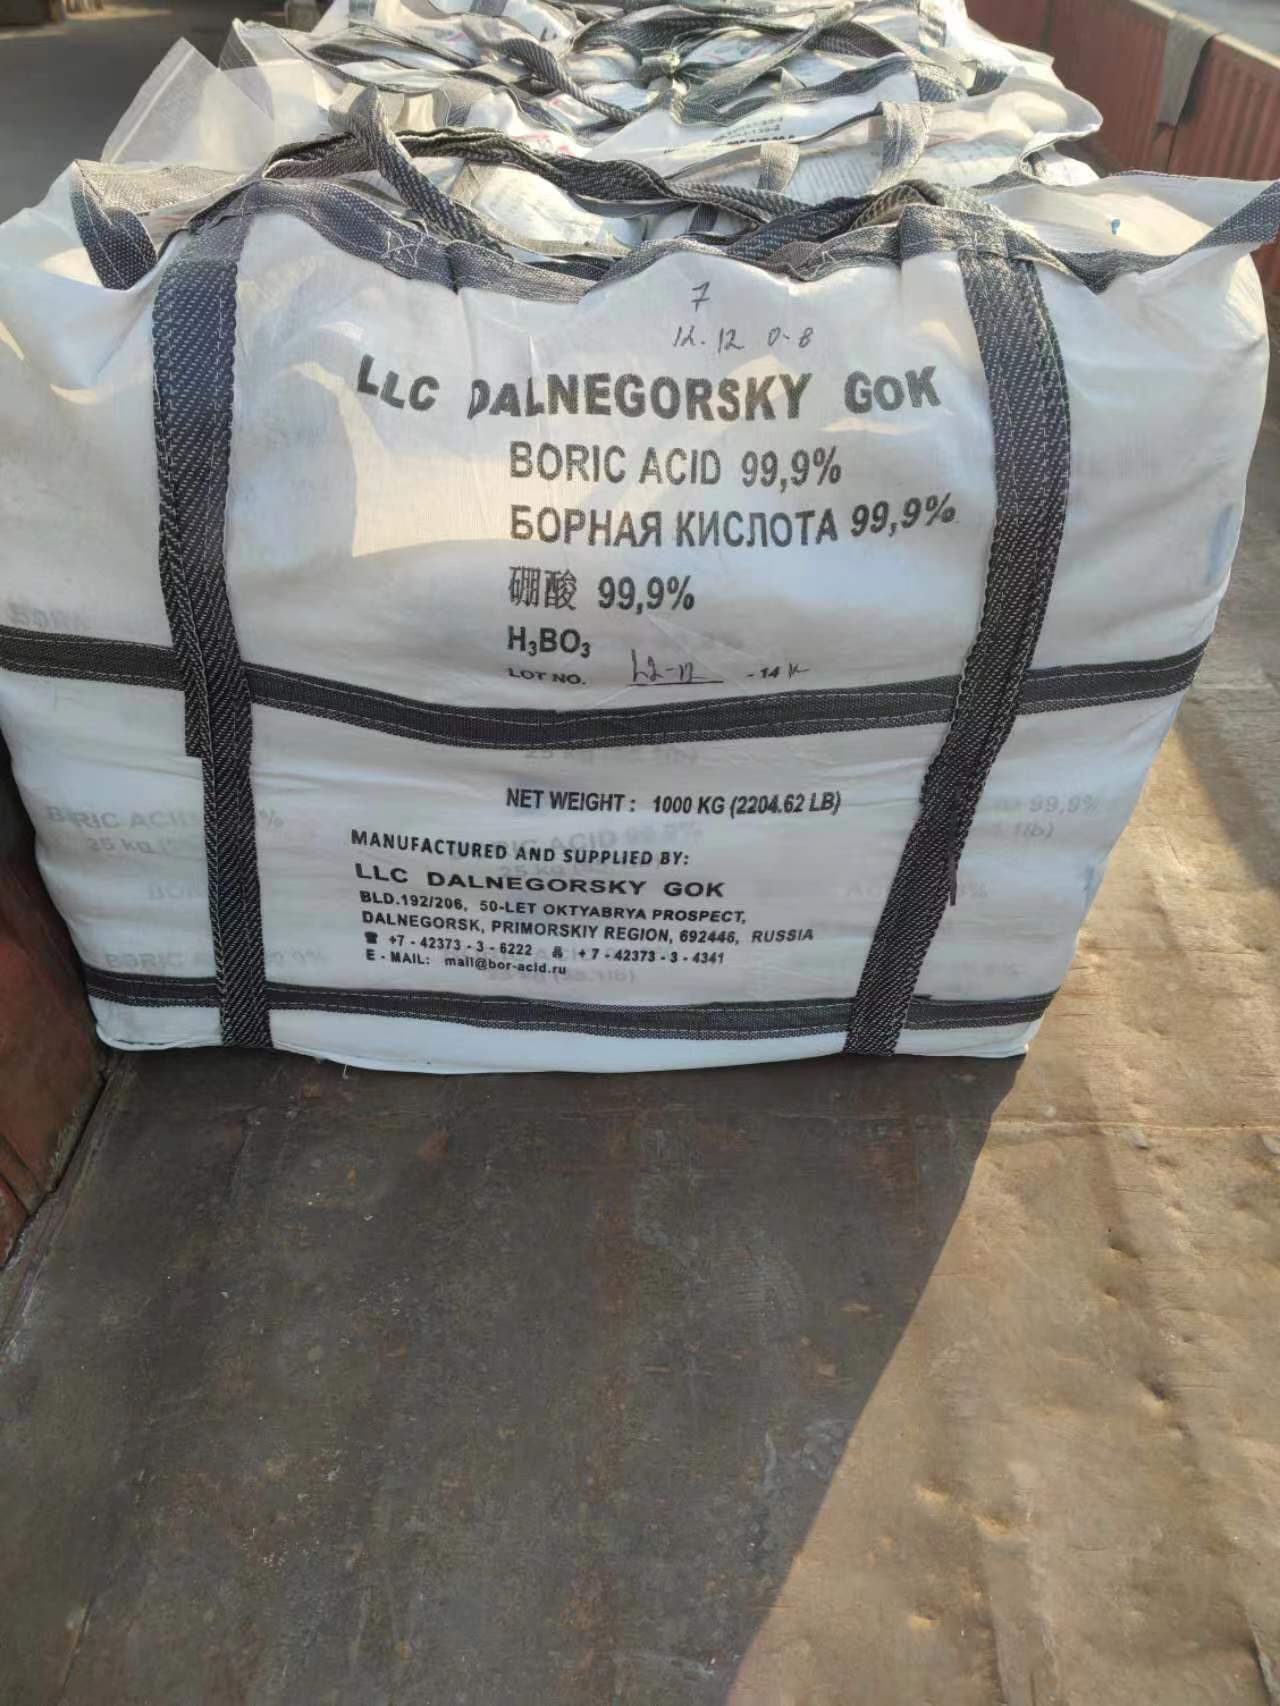 7
12.12 0-8
LLC DALNEGORSKY GOK
BORIC ACID 99,9%
БОРНАЯ КИСЛОТА 99,9%
硼酸 99,9%
H₃BO₃
LOT NO. -14
NET WEIGHT : 1000 KG (2204.62 LB)
MANUFACTURED AND SUPPLIED BY:
LLC DALNEGORSKY GOK
BLD.192/206, 50-LET OKTYABRYA PROSPECT,
DALNEGORSK, PRIMORSKIY REGION, 692446, RUSSIA
☎ +7 - 42373 - 3 - 6222 +7 - 42373 - 3 - 4341
E - MAIL: mail@bor-acid.ru